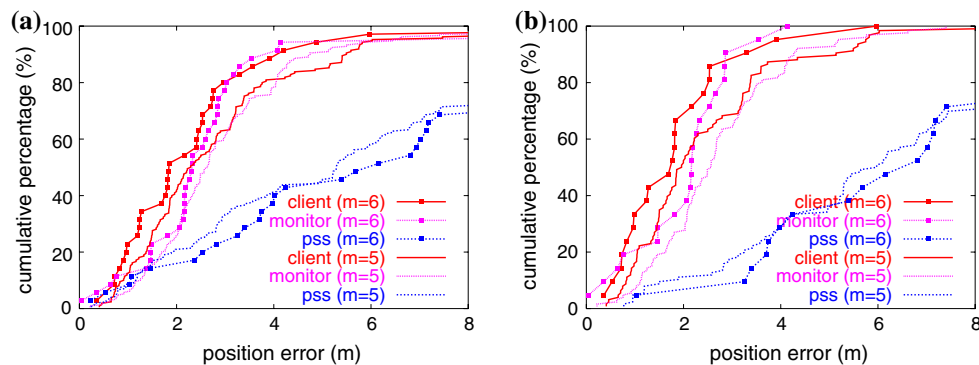 (a)
cumulative percentage (%)
100
80
60
40
20
0
client (m=6)
monitor (m=6)
pss (m=6)
client (m=5)
monitor (m=5)
pss (m=5)
0 2 4 6 8
position error (m)
(b)
cumulative percentage (%)
100
80
60
40
20
0
client (m=6)
monitor (m=6)
pss (m=6)
client (m=5)
monitor (m=5)
pss (m=5)
0 2 4 6 8
position error (m)